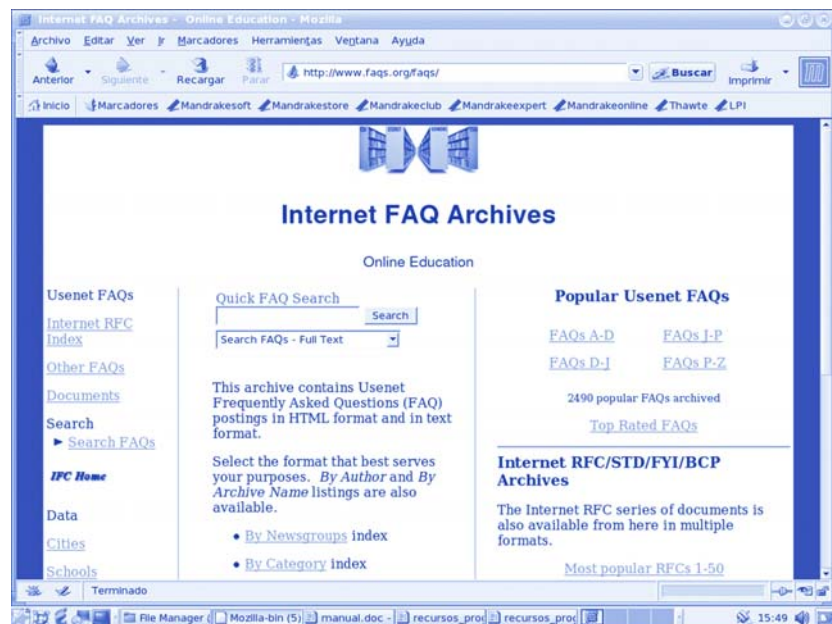 Internet FAQ Archives - Online Education - Mozilla
Archivo Editar Ver Ir Marcadores Herramientas Ventana Ayuda
Anterior Siguiente Recargar Parar http://www.faqs.org/faqs/ Buscar Imprimir
Inicio Marcadores Mandrakesoft Mandrakestore Mandrakeclub Mandrakeexpert Mandrakeonline Thawte LPI
Internet FAQ Archives
Online Education
Usenet FAQs
Internet RFC
Index
Other FAQs
Documents
Search
Search FAQs
IFC Home
Data
Cities
Schools
Quick FAQ Search
Search
Search FAQs - Full Text
This archive contains Usenet
Frequently Asked Questions (FAQ)
postings in HTML format and in text
format.
Select the format that best serves
your purposes. By Author and By
Archive Name listings are also
available.
• By Newsgroups index
• By Category index
Popular Usenet FAQs
FAQs A-D FAQs J-P
FAQs D-J FAQs P-Z
2490 popular FAQs archived
Top Rated FAQs
Internet RFC/STD/FYI/BCP
Archives
The Internet RFC series of documents is
also available from here in multiple
formats.
Most popular RFCs 1-50
Terminado
File Manager ( Mozilla-bin (5) manual.doc - recursos_pro recursos_pro 15:49